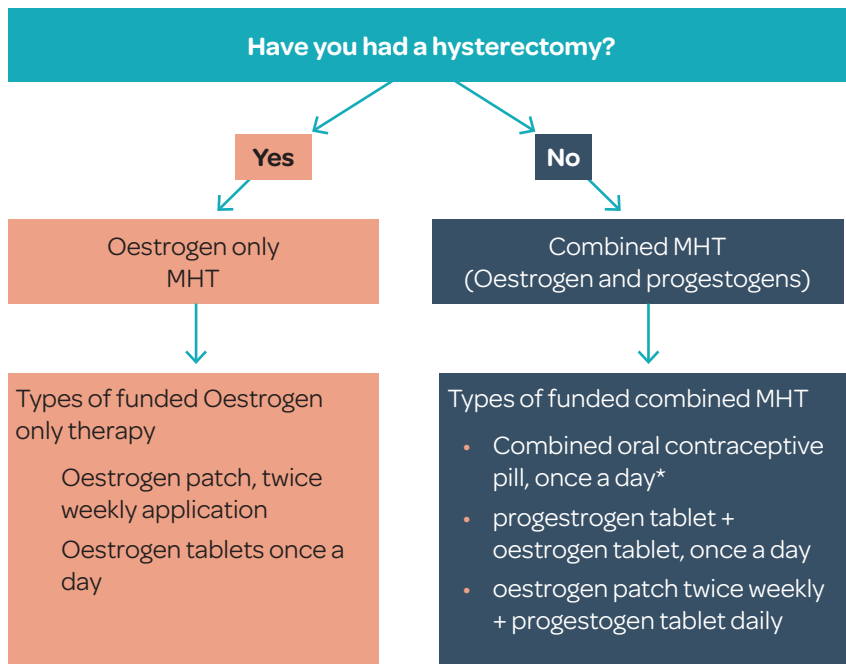 Have you had a hysterectomy?
Yes
No
Oestrogen only
MHT
Combined MHT
(Oestrogen and progestogens)
Types of funded Oestrogen
only therapy
Oestrogen patch, twice
weekly application
Oestrogen tablets once a
day
Types of funded combined MHT
• Combined oral contraceptive
pill, once a day*
• progestrogen tablet +
oestrogen tablet, once a day
• oestrogen patch twice weekly
+ progestogen tablet daily